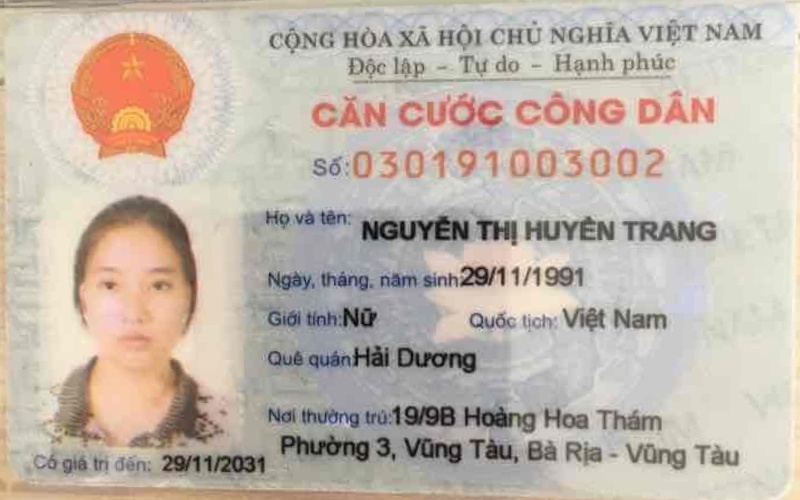 CỘNG HÒA XÃ HỘI CHỦ NGHĨA VIỆT NAM
Độc lập – Tự do – Hạnh phúc
CĂN CƯỚC CÔNG DÂN
Số:030191003002
Họ và tên: NGUYỄN THỊ HUYỀN TRANG
Ngày, tháng, năm sinh:29/11/1991
Giới tính:Nữ Quốc tịch: Việt Nam
Quê quán:Hải Dương
Nơi thường trú:19/9B Hoàng Hoa Thám
Phường 3, Vũng Tàu, Bà Rịa - Vũng Tàu
Có giá trị đến: 29/11/2031